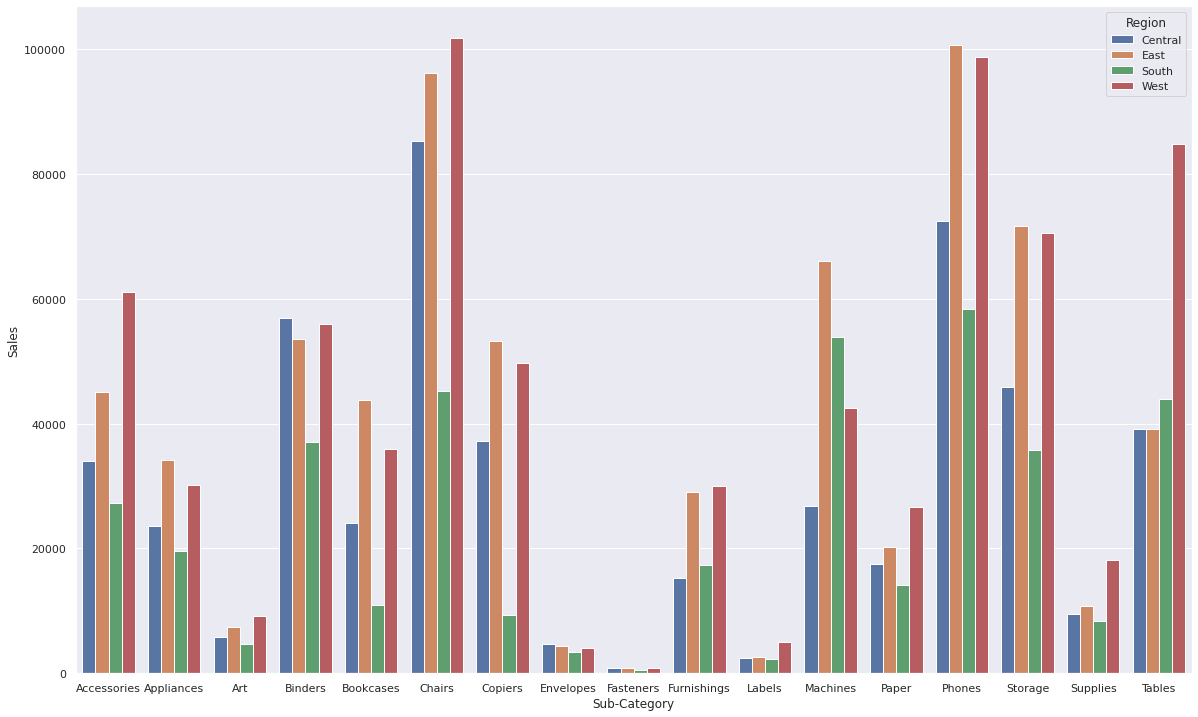 Region
Central
East
South
West
100000
80000
60000
40000
20000
0
Sales
Accessories Appliances Art Binders Bookcases Chairs Copiers Envelopes Fasteners Furnishings Labels Machines Paper Phones Storage Supplies Tables
Sub-Category